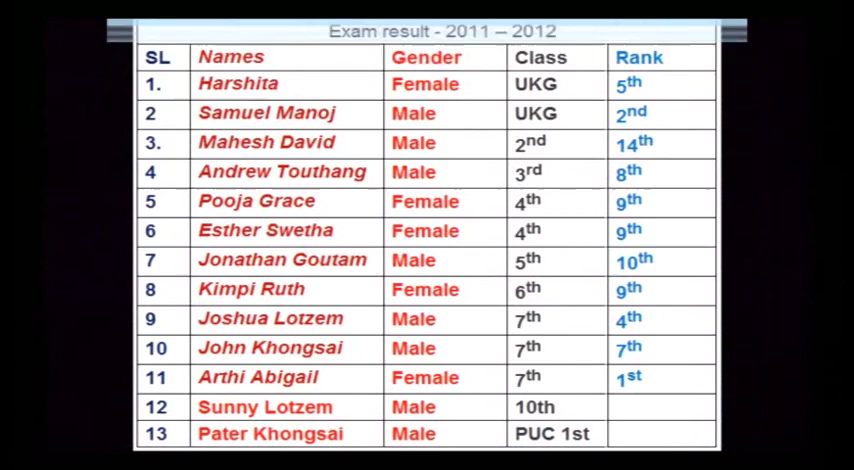 Exam result - 2011 – 2012
SL Names Gender Class Rank
1. Harshita Female UKG 5th
2 Samuel Manoj Male UKG 2nd
3. Mahesh David Male 2nd 14th
4 Andrew Touthang Male 3rd 8th
5 Pooja Grace Female 4th 9th
6 Esther Swetha Female 4th 9th
7 Jonathan Goutam Male 5th 10th
8 Kimpi Ruth Female 6th 9th
9 Joshua Lotzem Male 7th 4th
10 John Khongsai Male 7th 7th
11 Arthi Abigail Female 7th 1st
12 Sunny Lotzem Male 10th
13 Pater Khongsai Male PUC 1st